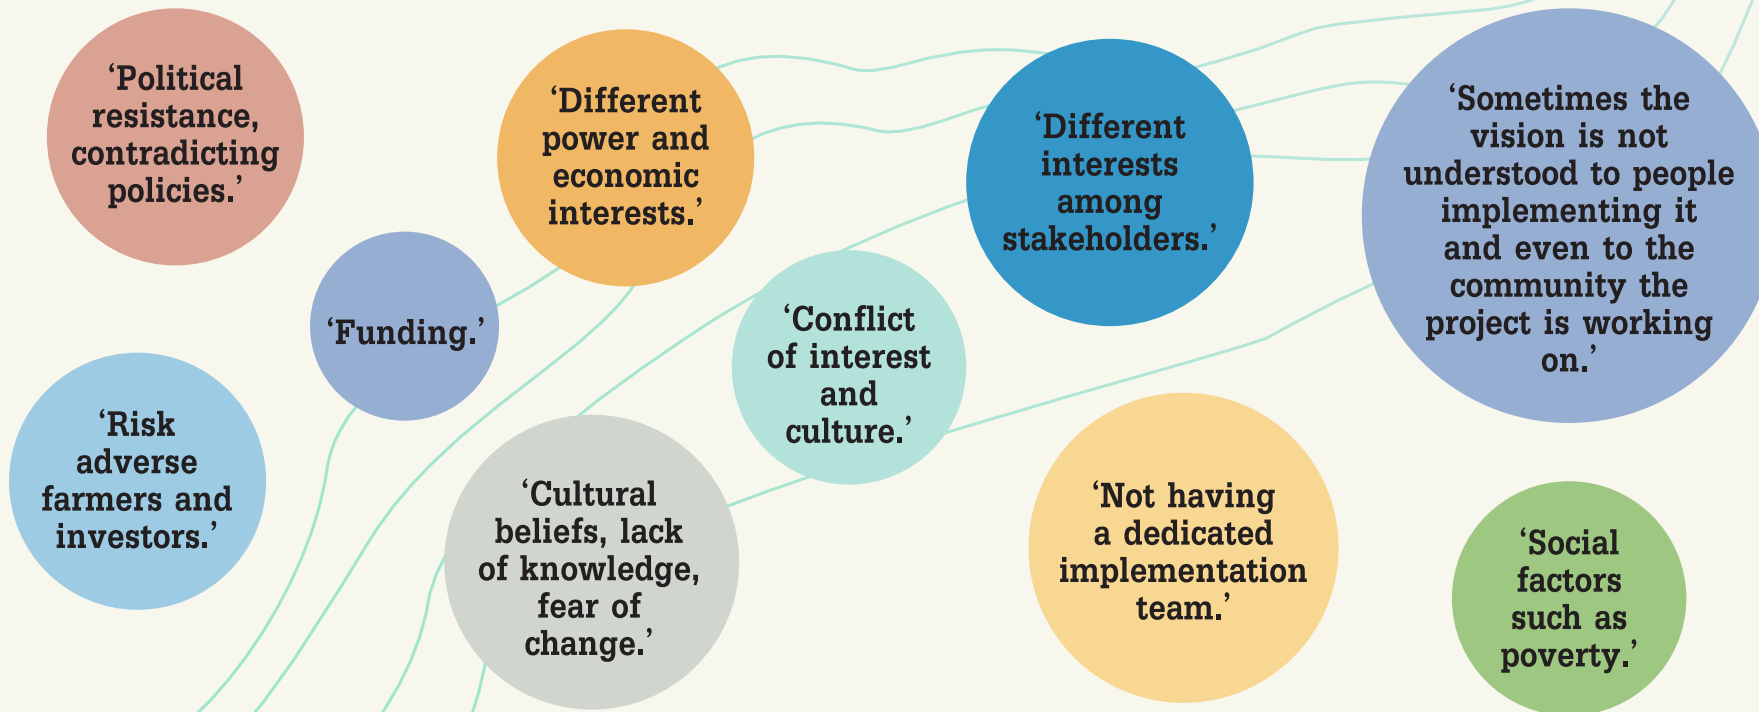 ‘Political
resistance,
contradicting
policies.’
‘Different
power and
economic
interests.’
‘Different
interests
among
stakeholders.’
‘Sometimes the
vision is not
understood to people
implementing it
and even to the
community the
project is working
on.’
‘Funding.’
‘Conflict
of interest
and
culture.’
‘Risk
adverse
farmers and
investors.’
‘Cultural
beliefs, lack
of knowledge,
fear of
change.’
‘Not having
a dedicated
implementation
team.’
‘Social
factors
such as
poverty.’